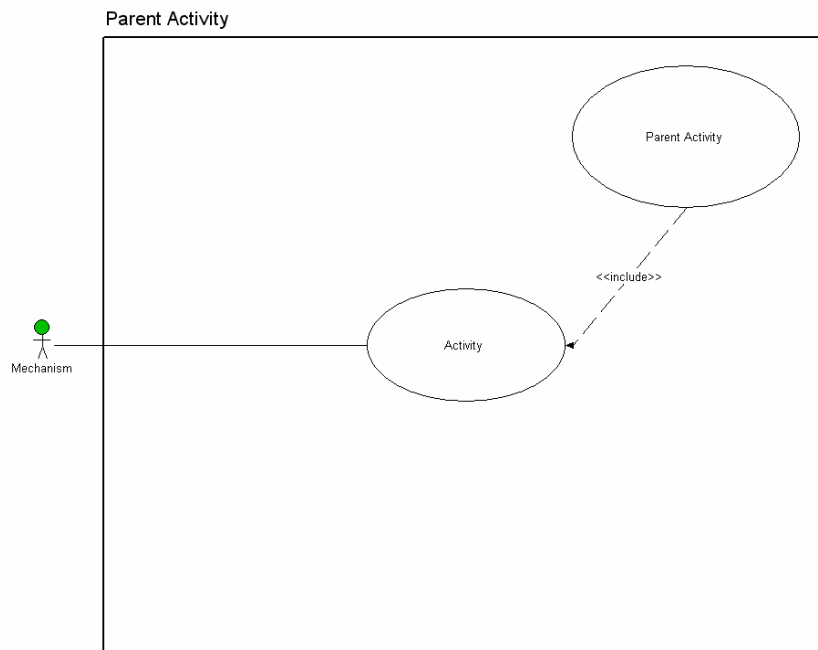 Parent Activity
Parent Activity
<<include>>
Activity
Mechanism